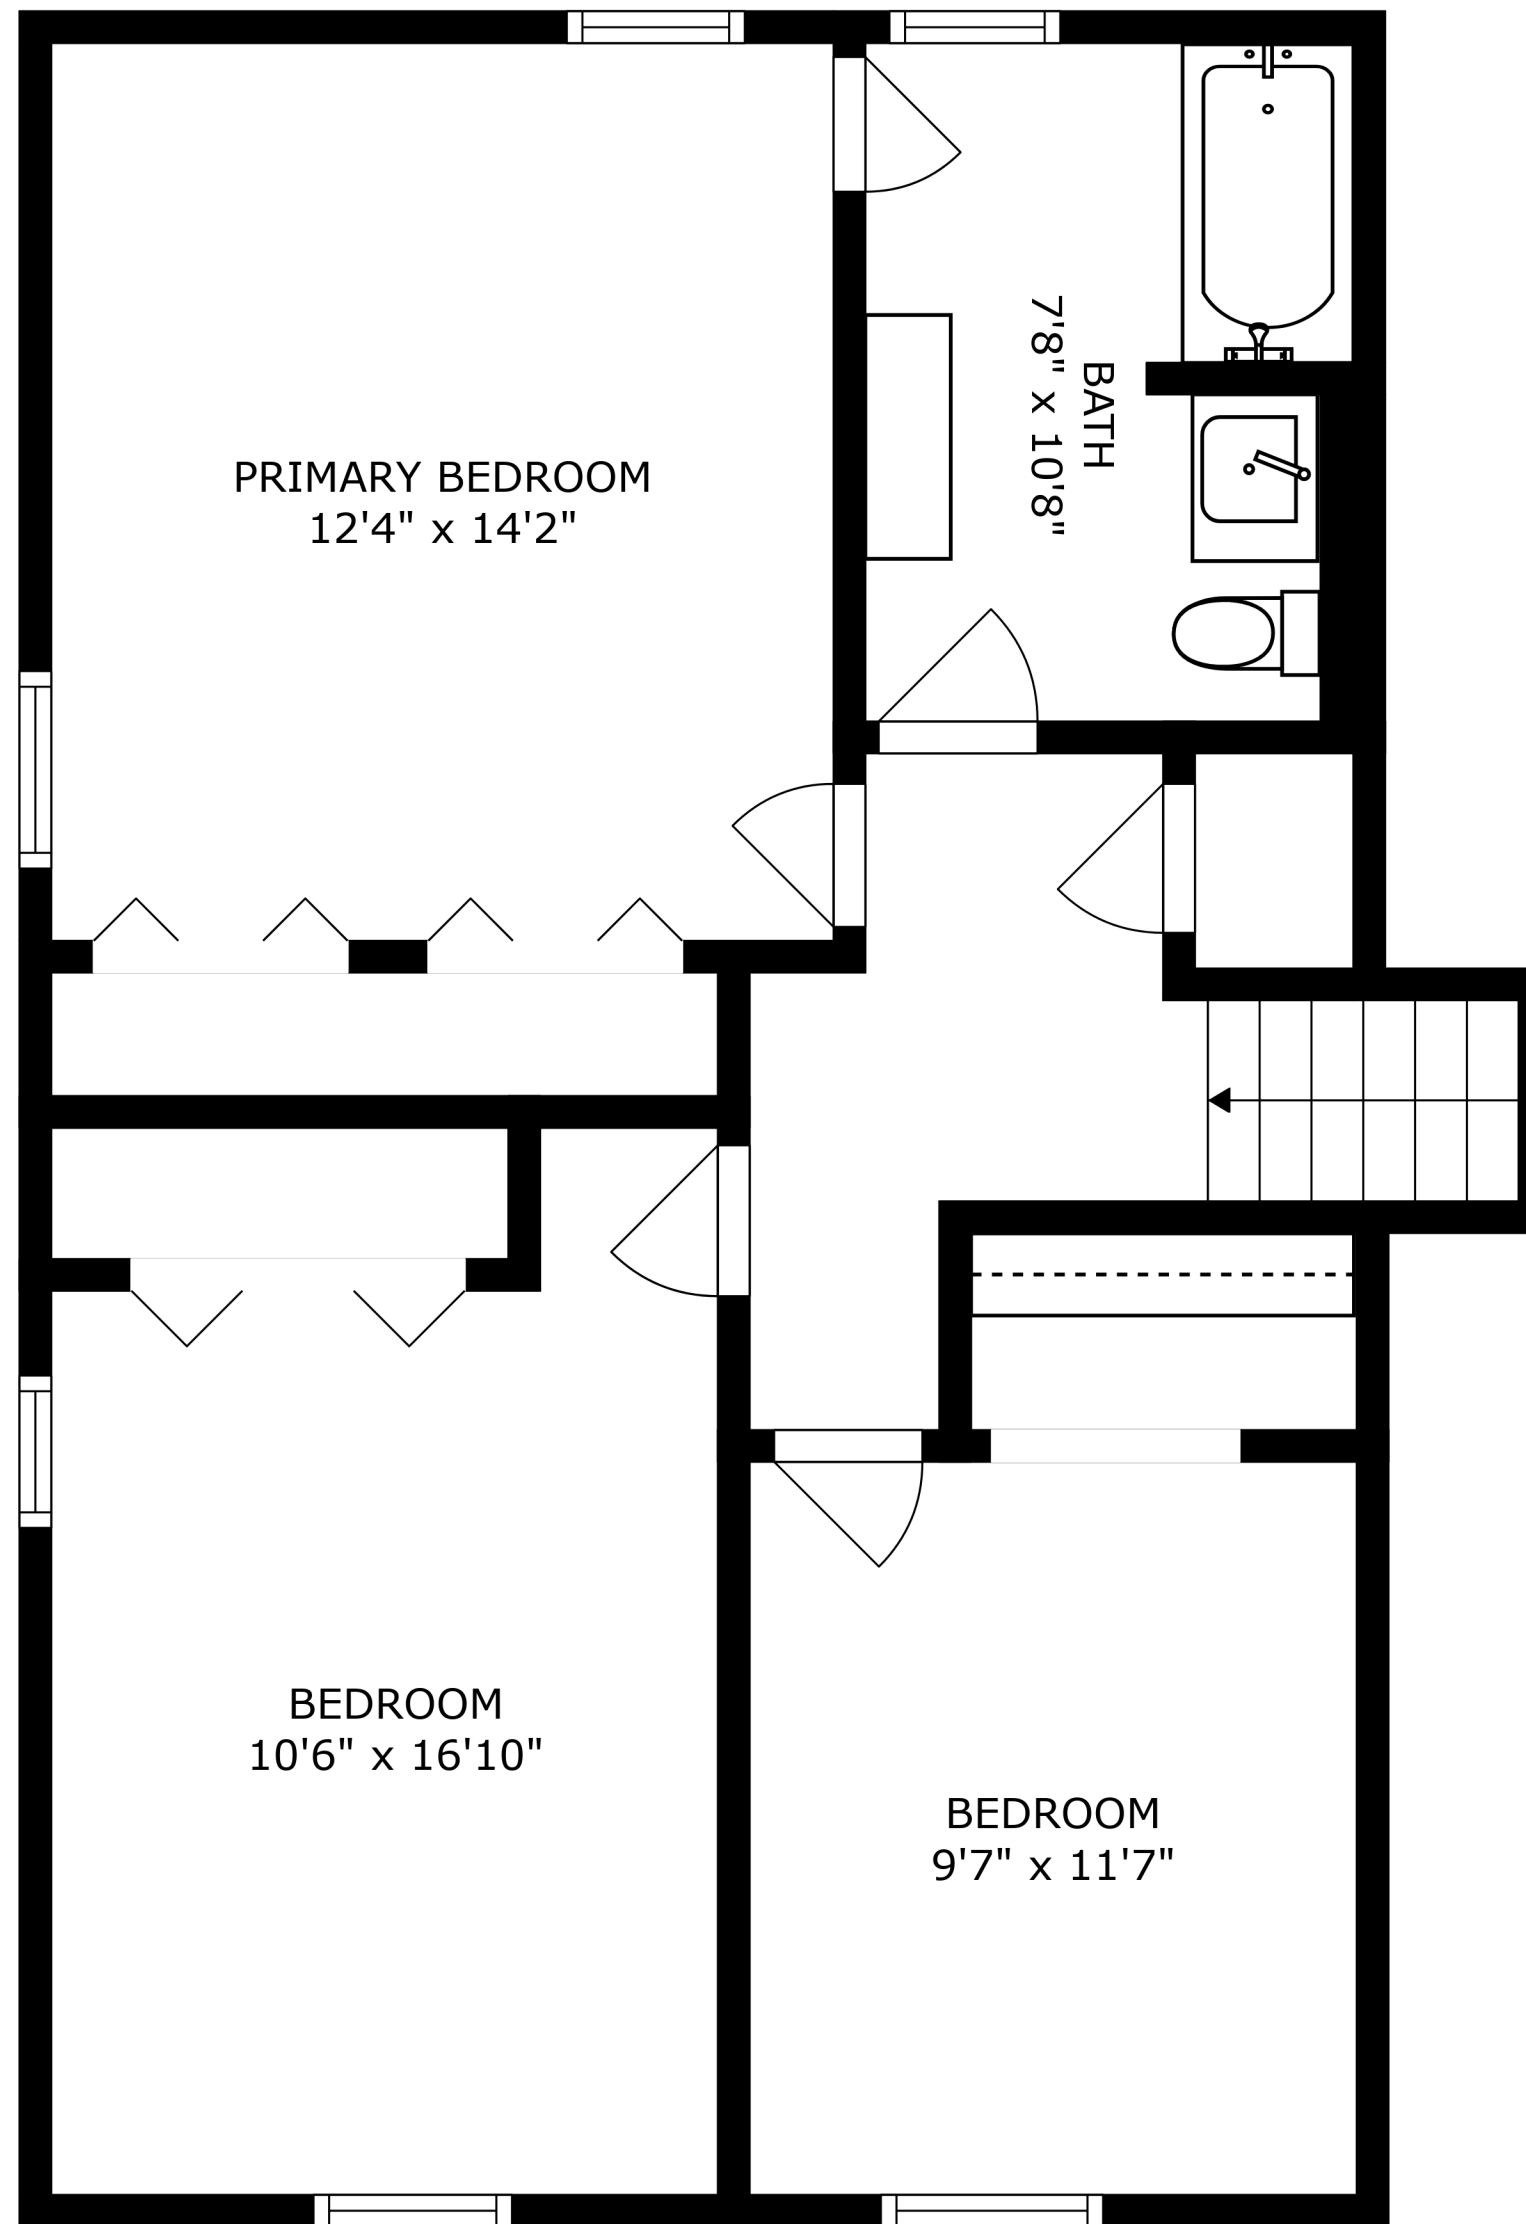 PRIMARY BEDROOM
12'4" x 14'2"
BATH
7'8" x 10'8"
BEDROOM
10'6" x 16'10"
BEDROOM
9'7" x 11'7"